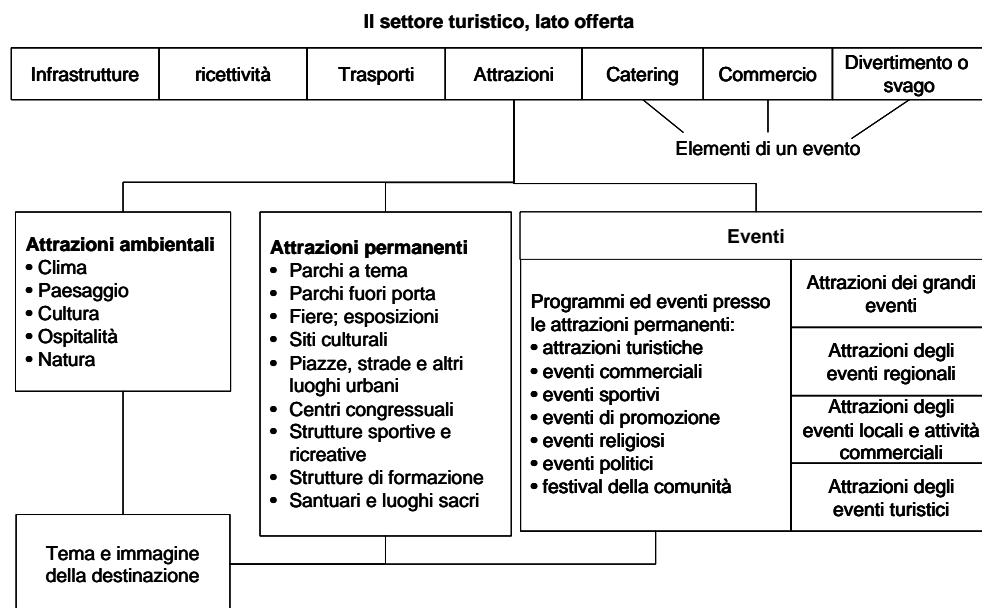 Il settore turistico, lato offerta
Infrastrutture
ricettività
Trasporti
Attrazioni
Catering
Commercio
Divertimento o
svago
Elementi di un evento
Attrazioni ambientali
• Clima
• Paesaggio
• Cultura
• Ospitalità
• Natura
Attrazioni permanenti
• Parchi a tema
• Parchi fuori porta
• Fiere; esposizioni
• Siti culturali
• Piazze, strade e altri
luoghi urbani
• Centri congressuali
• Strutture sportive e
ricreative
• Strutture di formazione
• Santuari e luoghi sacri
Eventi
Programmi ed eventi presso
le attrazioni permanenti:
• attrazioni turistiche
• eventi commerciali
• eventi sportivi
• eventi di promozione
• eventi religiosi
• eventi politici
• festival della comunità
Attrazioni dei grandi
eventi
Attrazioni degli
eventi regionali
Attrazioni degli
eventi locali e attività
commerciali
Attrazioni degli
eventi turistici
Tema e immagine
della destinazione